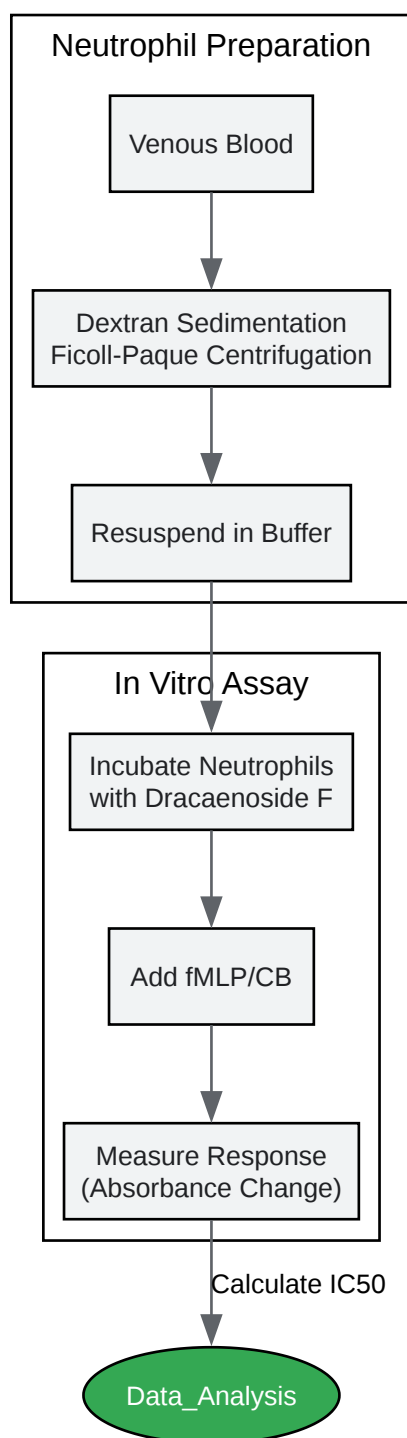 Neutrophil Preparation
Venous Blood
Dextran Sedimentation
Ficoll-Paque Centrifugation
Resuspend in Buffer
In Vitro Assay
Incubate Neutrophils
with Dracaenoside F
Add fMLP/CB
Measure Response
(Absorbance Change)
Calculate IC50
Data_Analysis